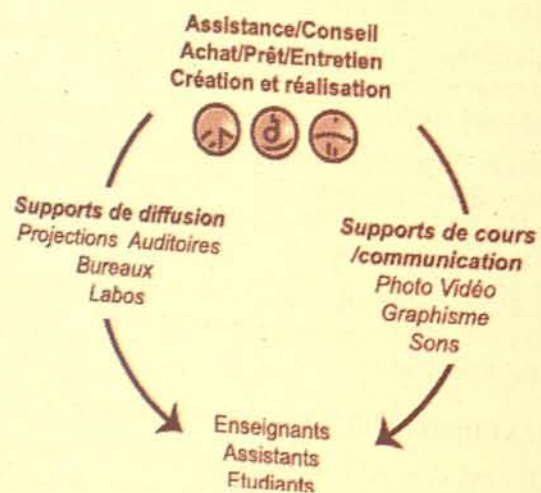 Assistance/Conseil
Achat/Prêt/Entretien
Création et réalisation
Supports de diffusion
Projections Auditoires
Bureaux
Labos
Supports de cours
/communication
Photo Vidéo
Graphisme
Sons
Enseignants
Assistants
Etudiants